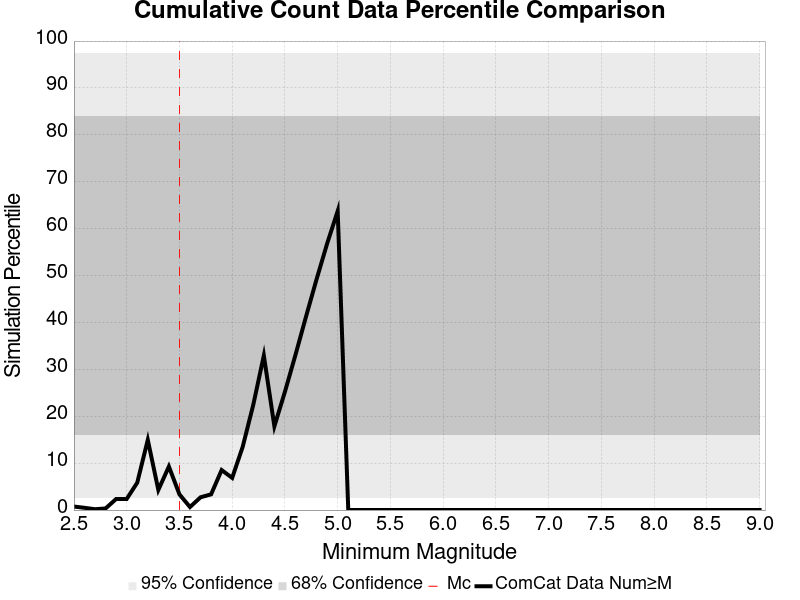 Cumulative Count Data Percentile Comparison
100
90
80
70
60
50
40
30
20
10
0
Simulation Percentile
2.5 3.0 3.5 4.0 4.5 5.0 5.5 6.0 6.5 7.0 7.5 8.0 8.5 9.0
Minimum Magnitude
95% Confidence 68% Confidence Mc ComCat Data Num≥M